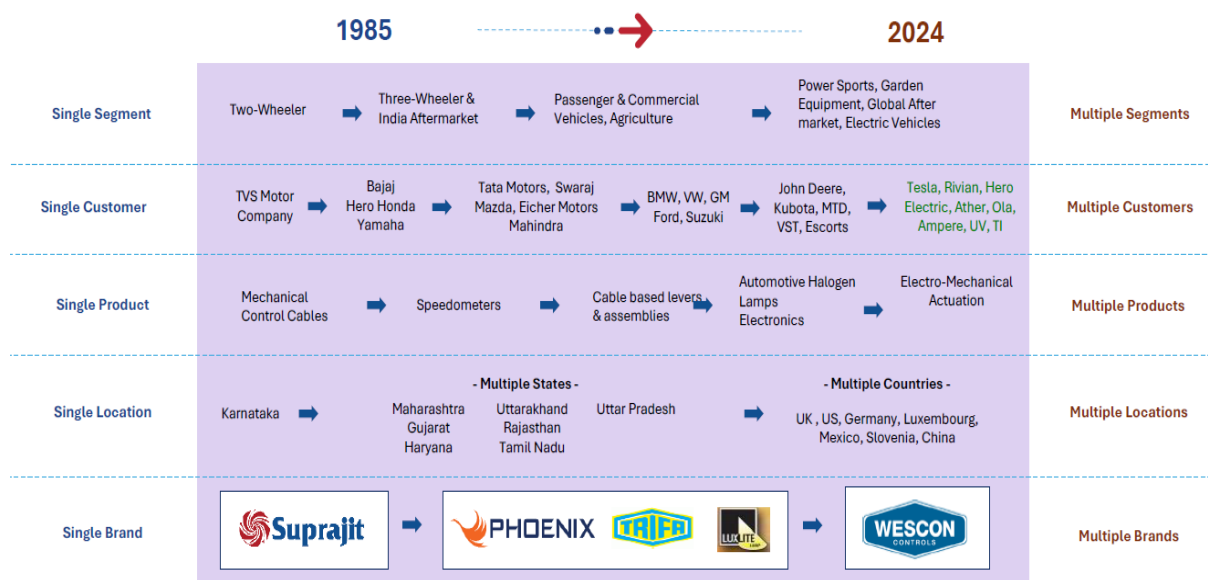 1985
2024
Single Segment
Two-Wheeler
Three-Wheeler &
India Aftermarket
Passenger & Commercial
Vehicles, Agriculture
Power Sports, Garden
Equipment, Global After
market, Electric Vehicles
Multiple Segments
Single Customer
TVS Motor
Company
Bajaj
Hero Honda
Yamaha
Tata Motors, Swaraj
Mazda, Eicher Motors
Mahindra
BMW, VW, GM
Ford, Suzuki
John Deere,
Kubota, MTD,
VST, Escorts
Tesla, Rivian, Hero
Electric, Ather, Ola,
Ampere, UV, TI
Multiple Customers
Single Product
Mechanical
Control Cables
Speedometers
Cable based levers
& assemblies
Automotive Halogen
Lamps
Electronics
Electro-Mechanical
Actuation
Multiple Products
Single Location
Karnataka
- Multiple States -
Maharashtra
Gujarat
Haryana
Uttarakhand
Rajasthan
Tamil Nadu
Uttar Pradesh
- Multiple Countries -
UK , US, Germany, Luxembourg,
Mexico, Slovenia, China
Multiple Locations
Single Brand
Suprajit
PHOENIX
TRIFA
LUXLITE
WESCON
CONTROLS
Multiple Brands